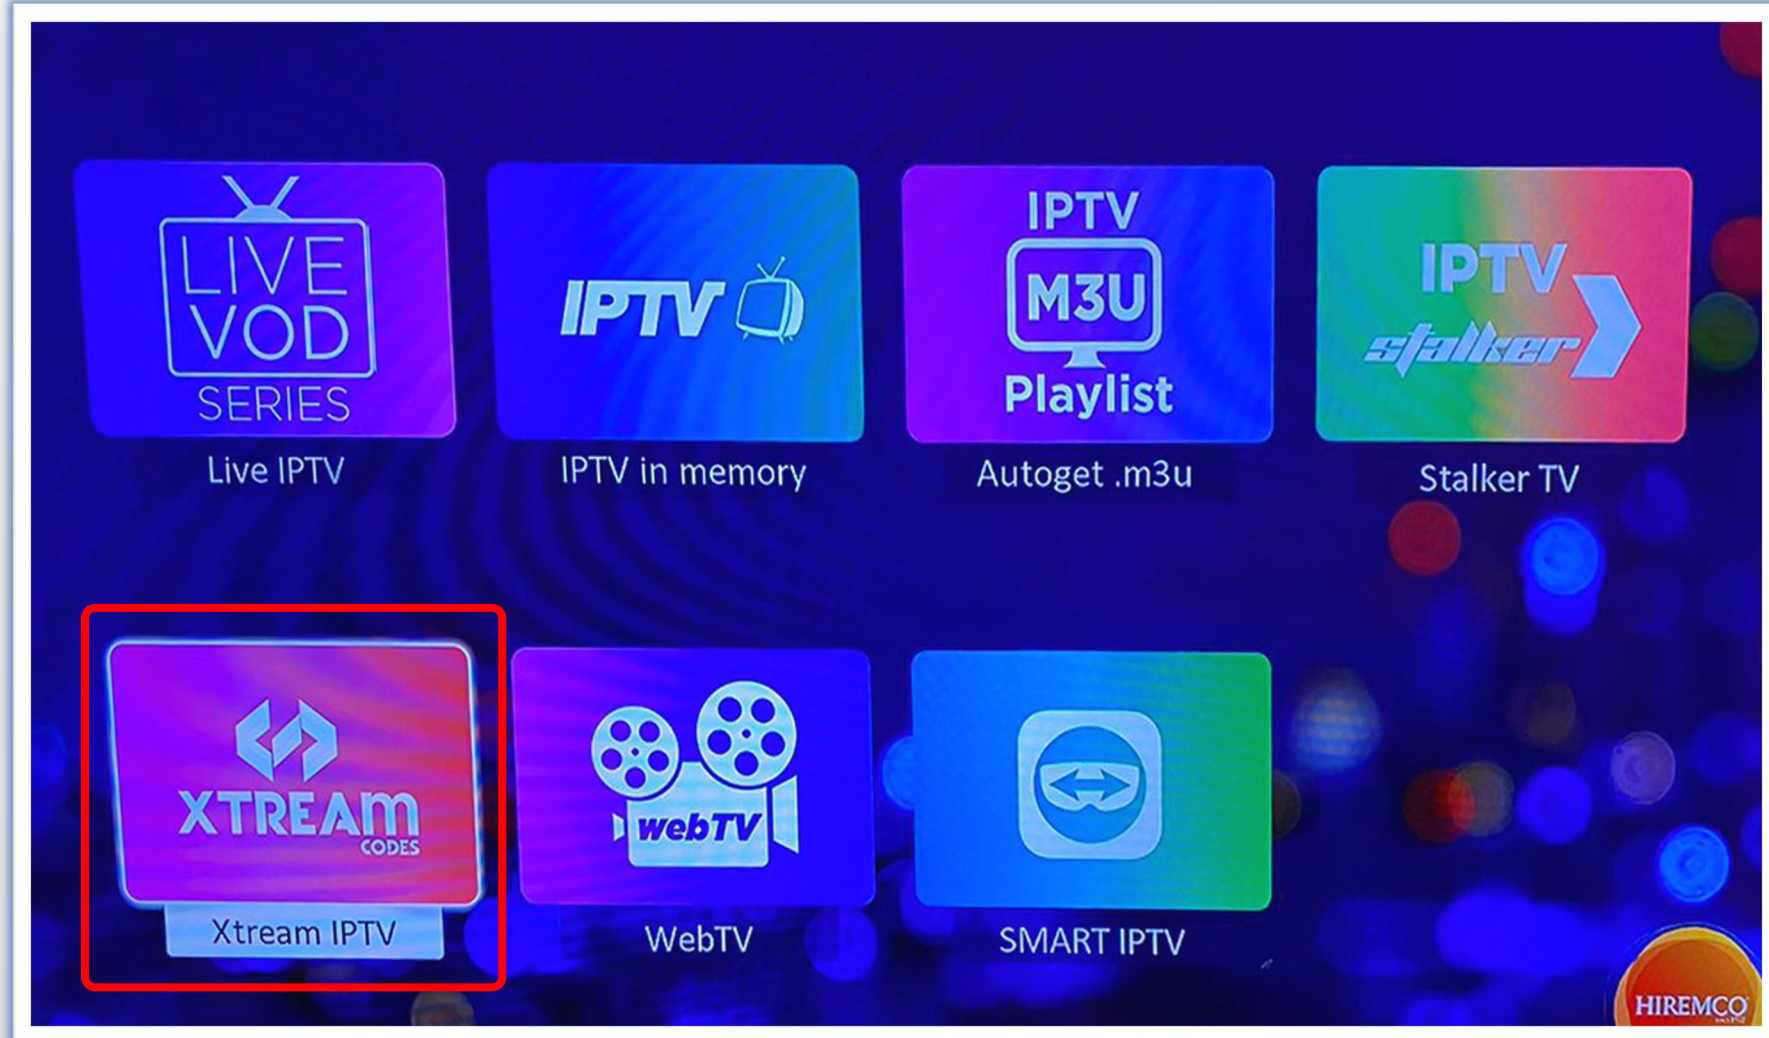 LIVE
VOD
SERIES
Live IPTV
IPTV
IPTV in memory
IPTV
M3U
Playlist
Autoget .m3u
IPTV
stalker
Stalker TV
XTREAM
CODES
Xtream IPTV
webTV
WebTV
SMART IPTV
HIREMCO